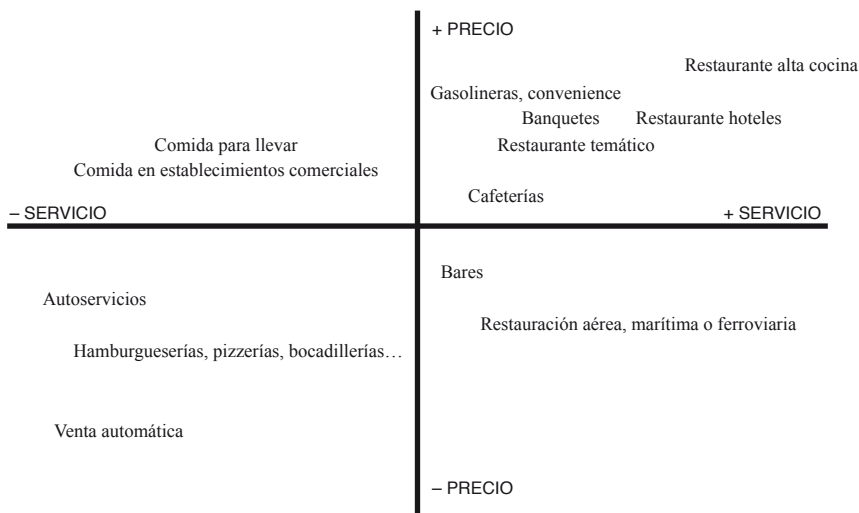 + PRECIO
Restaurante alta cocina
Gasolineras, convenience
Banquetes Restaurante hoteles
Comida para llevar Restaurante temático
Comida en establecimientos comerciales
Cafeterías
– SERVICIO + SERVICIO
Bares
Autoservicios
Restauración aérea, marítima o ferroviaria
Hamburgueserías, pizzerías, bocadillerías…
Venta automática
– PRECIO